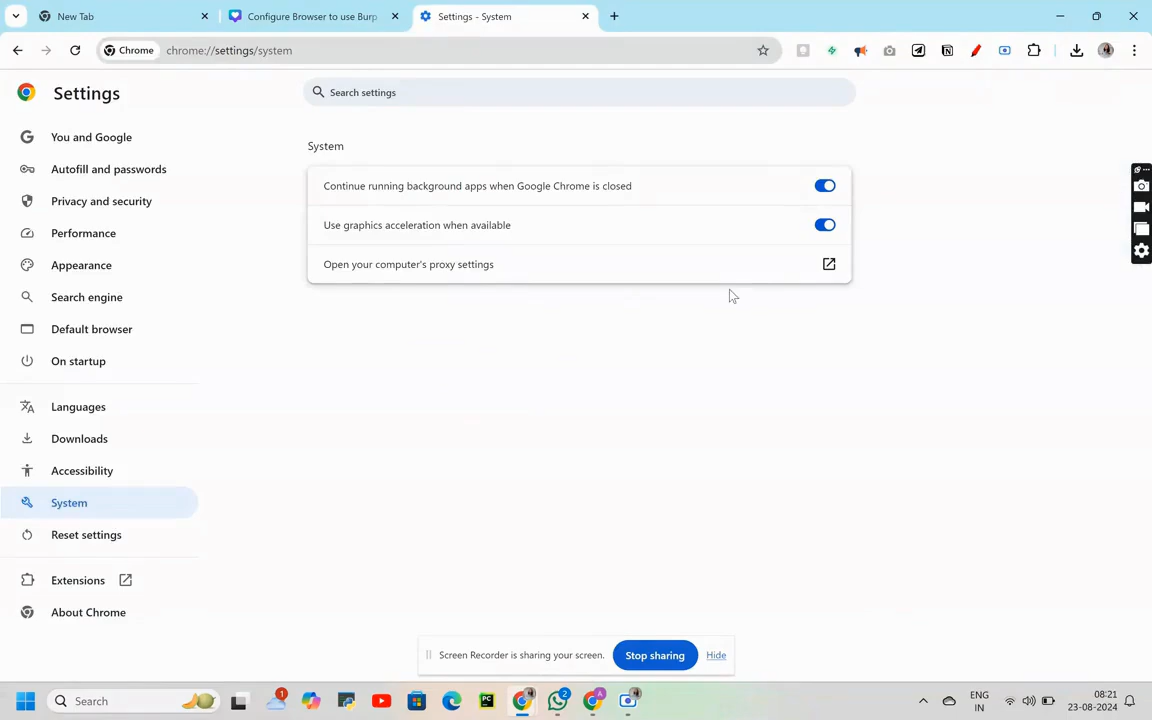 New Tab
Configure Browser to use Burp
Settings - System
Chrome
chrome://settings/system
Settings
Search settings
You and Google
Autofill and passwords
Privacy and security
Performance
Appearance
Search engine
Default browser
On startup
Languages
Downloads
Accessibility
System
Reset settings
Extensions
About Chrome
System
Continue running background apps when Google Chrome is closed
Use graphics acceleration when available
Open your computer's proxy settings
Screen Recorder is sharing your screen.
Stop sharing
Hide
Search
1
PC
2
A
ENG
IN
08:21
23-08-2024